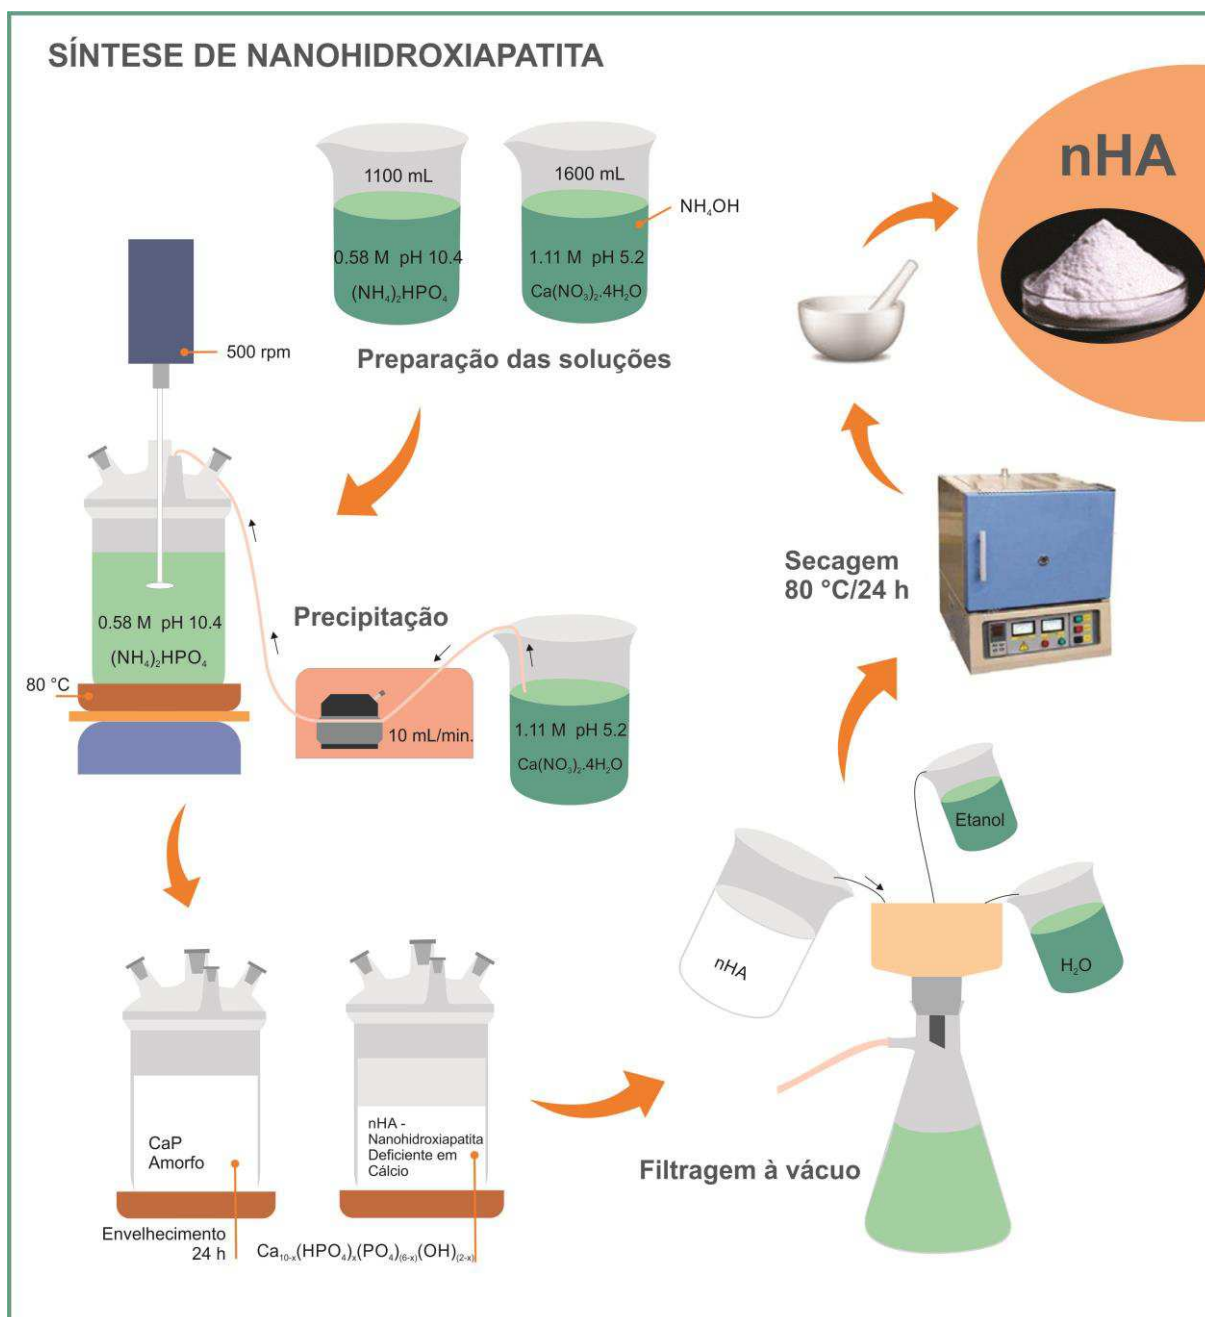 SÍNTESE DE NANOHIDROXIAPATITA
1100 mL
0.58 M pH 10.4
(NH₄)₂HPO₄
1600 mL
1.11 M pH 5.2
Ca(NO₃)₂.4H₂O
NH₄OH
Preparação das soluções
nHA
500 rpm
0.58 M pH 10.4
(NH₄)₂HPO₄
80 °C
Precipitação
10 mL/min.
1.11 M pH 5.2
Ca(NO₃)₂.4H₂O
Secagem
80 °C/24 h
CaP
Amorfo
Envelhecimento
24 h
nHA -
Nanohidroxiapatita
Deficiente em
Cálcio
Ca₁₀₋ₓ(HPO₄)ₓ(PO₄)₍₆₋ₓ₎(OH)₍₂₋ₓ₎
nHA
Etanol
H₂O
Filtragem à vácuo